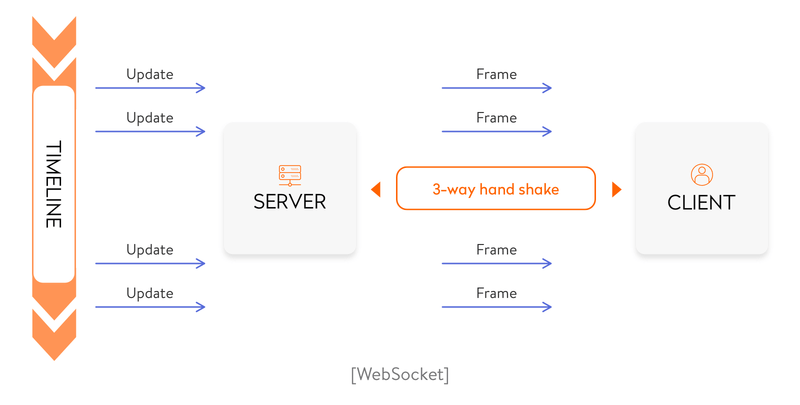 Update
Frame
Update
Frame
TIMELINE
SERVER
3-way hand shake
CLIENT
Update
Frame
Update
Frame
[WebSocket]